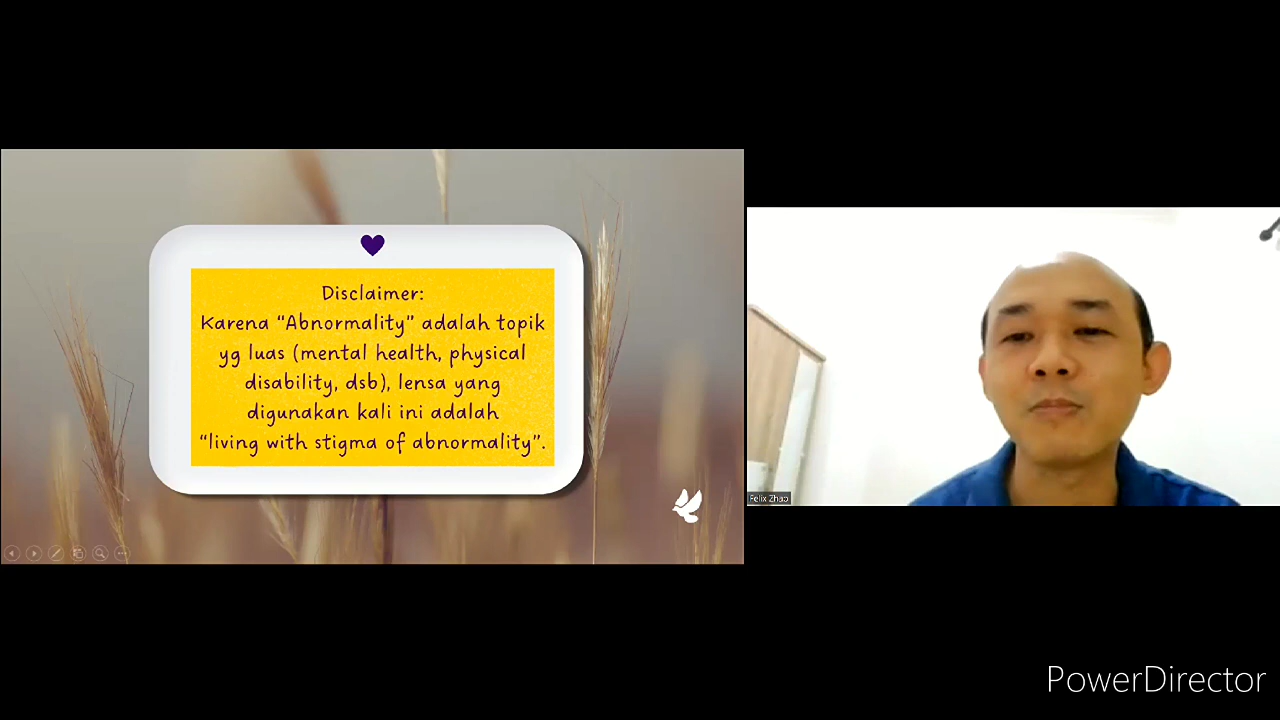 Disclaimer:
Karena “Abnormality” adalah topik
yg luas (mental health, physical
disability, dsb), lensa yang
digunakan kali ini adalah
“living with stigma of abnormality”.
Felix Zhao
PowerDirector